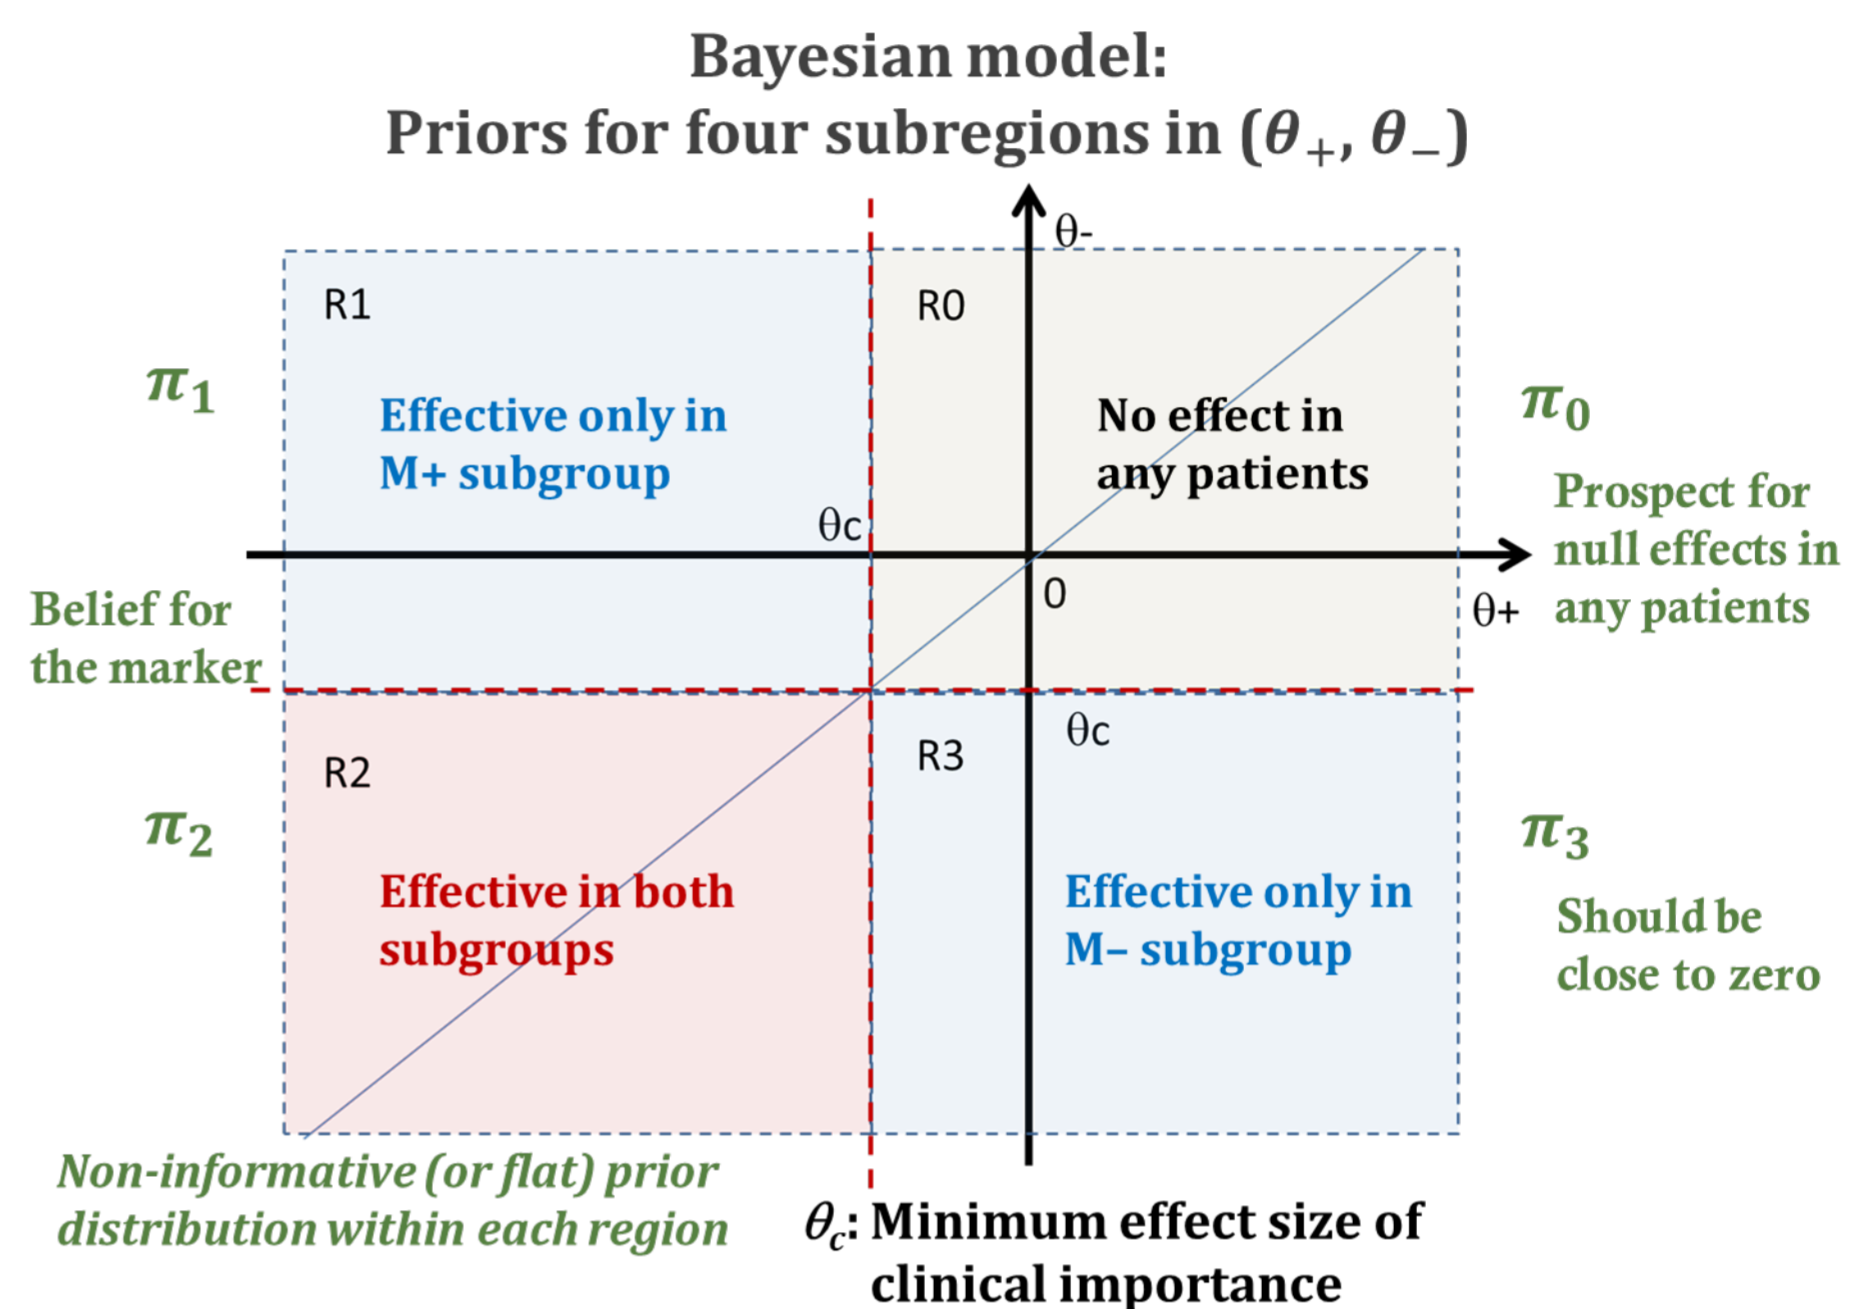 Bayesian model:
Priors for four subregions in (θ₊, θ₋)
θ-
R1
R0
π₁
Effective only in
M+ subgroup
No effect in
any patients
π₀
Prospect for
null effects in
any patients
θc
0
θ+
Belief for
the marker
θc
R2
R3
π₂
Effective in both
subgroups
Effective only in
M– subgroup
π₃
Should be
close to zero
Non-informative (or flat) prior
distribution within each region
θc: Minimum effect size of
clinical importance